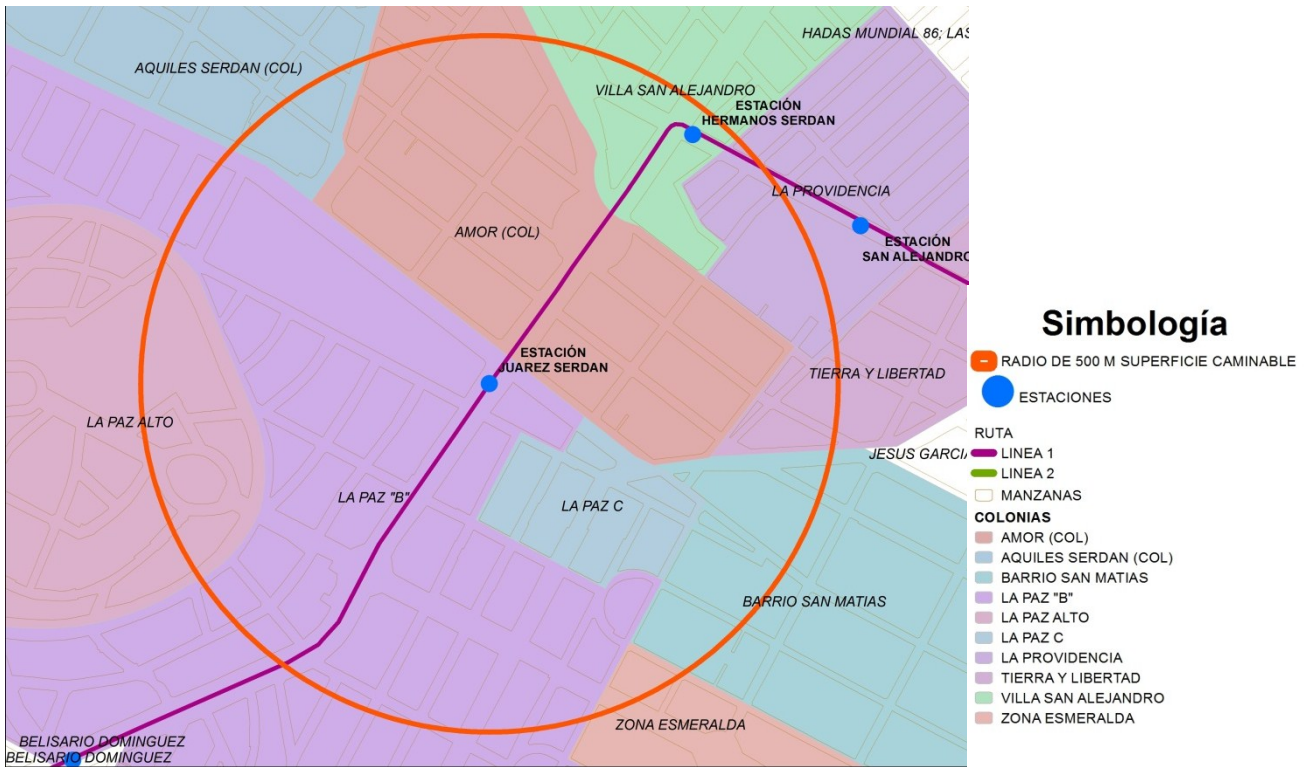 HADAS MUNDIAL 86; LAS
AQUILES SERDAN (COL)
VILLA SAN ALEJANDRO
ESTACIÓN
HERMANOS SERDAN
LA PROVIDENCIA
AMOR (COL)
ESTACIÓN
SAN ALEJANDRO
ESTACIÓN
JUAREZ SERDAN
TIERRA Y LIBERTAD
LA PAZ ALTO
JESUS GARCIA
LA PAZ "B"
LA PAZ C
BARRIO SAN MATIAS
ZONA ESMERALDA
BELISARIO DOMINGUEZ
BELISARIO DOMINGUEZ
Simbología
RADIO DE 500 M SUPERFICIE CAMINABLE
ESTACIONES
RUTA
LINEA 1
LINEA 2
MANZANAS
COLONIAS
AMOR (COL)
AQUILES SERDAN (COL)
BARRIO SAN MATIAS
LA PAZ "B"
LA PAZ ALTO
LA PAZ C
LA PROVIDENCIA
TIERRA Y LIBERTAD
VILLA SAN ALEJANDRO
ZONA ESMERALDA